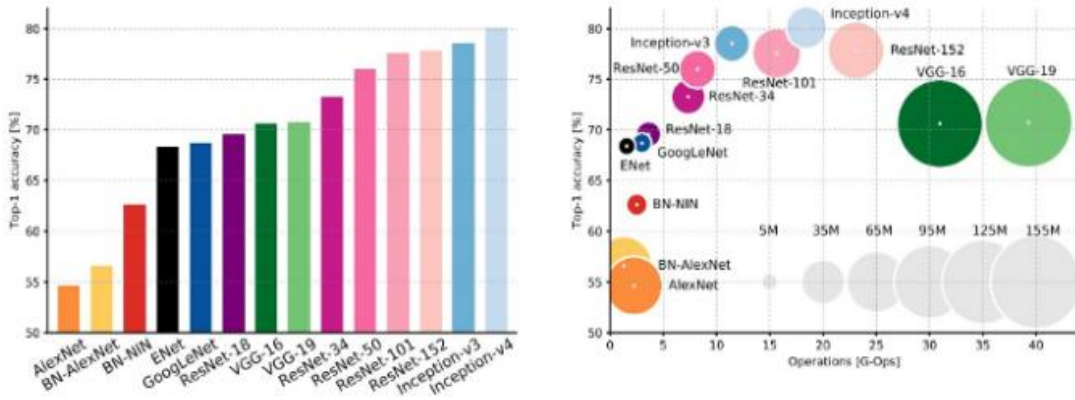 80
75
70
65
60
55
50
Top-1 accuracy [%]
AlexNet
BN-AlexNet
BN-NIN
ENet
GoogLeNet
ResNet-18
VGG-16
VGG-19
ResNet-34
ResNet-50
ResNet-101
ResNet-152
Inception-v3
Inception-v4
80
75
70
65
60
55
50
Top-1 accuracy [%]
Inception-v4
Inception-v3
ResNet-152
ResNet-50
ResNet-101
VGG-16
VGG-19
ResNet-34
ResNet-18
GoogLeNet
ENet
BN-NIN
5M 35M 65M 95M 125M 155M
BN-AlexNet
AlexNet
0 5 10 15 20 25 30 35 40
Operations [G-Ops]